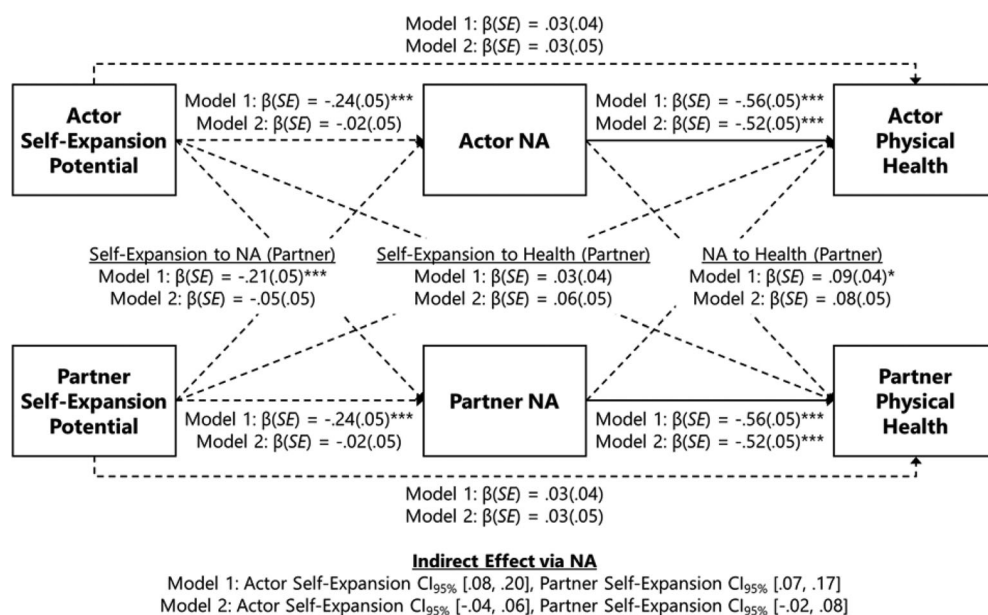 Model 1: β(SE) = .03(.04)
Model 2: β(SE) = .03(.05)
Actor
Self-Expansion
Potential
Model 1: β(SE) = -.24(.05)***
Model 2: β(SE) = -.02(.05)
Actor NA
Model 1: β(SE) = -.56(.05)***
Model 2: β(SE) = -.52(.05)***
Actor
Physical
Health
Self-Expansion to NA (Partner)
Model 1: β(SE) = -.21(.05)***
Model 2: β(SE) = -.05(.05)
Self-Expansion to Health (Partner)
Model 1: β(SE) = .03(.04)
Model 2: β(SE) = .06(.05)
NA to Health (Partner)
Model 1: β(SE) = .09(.04)*
Model 2: β(SE) = .08(.05)
Partner
Self-Expansion
Potential
Model 1: β(SE) = -.24(.05)***
Model 2: β(SE) = -.02(.05)
Partner NA
Model 1: β(SE) = -.56(.05)***
Model 2: β(SE) = -.52(.05)***
Partner
Physical
Health
Model 1: β(SE) = .03(.04)
Model 2: β(SE) = .03(.05)
Indirect Effect via NA
Model 1: Actor Self-Expansion CI95% [.08, .20], Partner Self-Expansion CI95% [.07, .17]
Model 2: Actor Self-Expansion CI95% [-.04, .06], Partner Self-Expansion CI95% [-.02, .08]